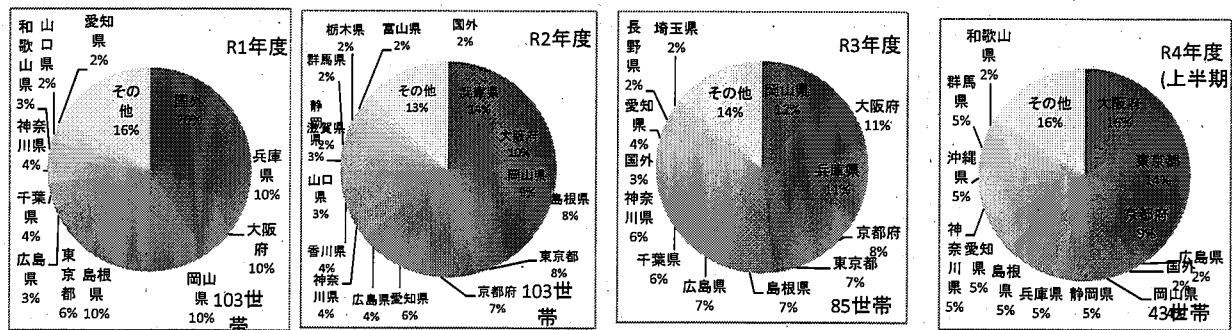 R1年度
愛知県
2%
山口県
2%
和歌山県
3%
神奈川県
4%
千葉県
4%
広島県
3%
東京都
6%
島根県
10%
岡山県
10%
大阪府
10%
兵庫県
10%
国外
その他
16%
103世帯
R2年度
国外
2%
富山県
2%
栃木県
2%
群馬県
2%
静岡県
2%
滋賀県
3%
山口県
3%
香川県
4%
神奈川県
4%
広島県
4%
愛知県
6%
京都府
7%
東京都
8%
島根県
8%
岡山県
大阪府
10%
兵庫県
14%
その他
13%
103世帯
R3年度
埼玉県
2%
長野県
2%
愛知県
4%
国外
3%
神奈川県
6%
千葉県
6%
広島県
7%
島根県
7%
東京都
7%
京都府
8%
兵庫県
11%
大阪府
11%
岡山県
12%
その他
14%
85世帯
R4年度
(上半期
和歌山県
2%
群馬県
5%
沖縄県
5%
神奈川県
5%
愛知県
5%
島根県
5%
兵庫県
5%
静岡県
5%
岡山県
国外
2%
広島県
2%
京都府
9%
東京都
14%
大阪府
16%
その他
16%
43世帯